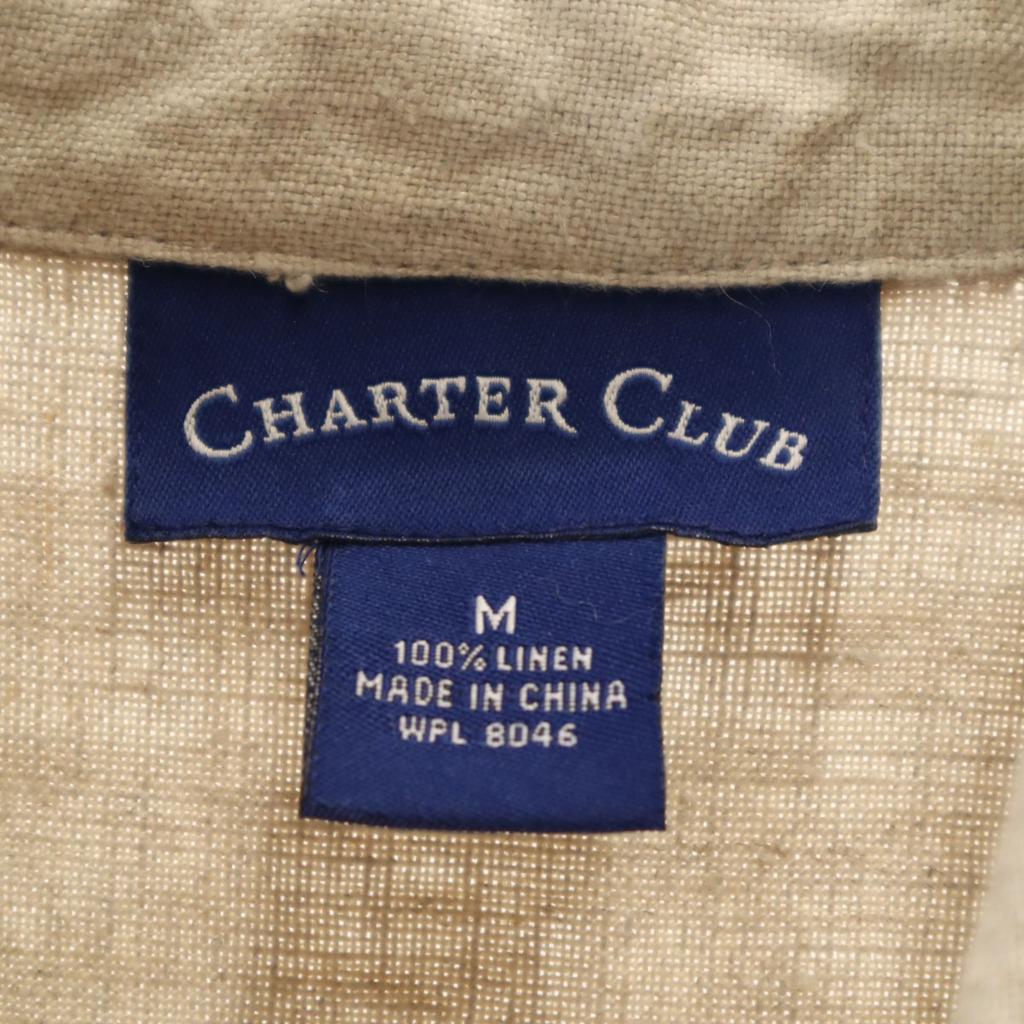 CHARTER CLUB
M
100% LINEN
MADE IN CHINA
WPL 8046